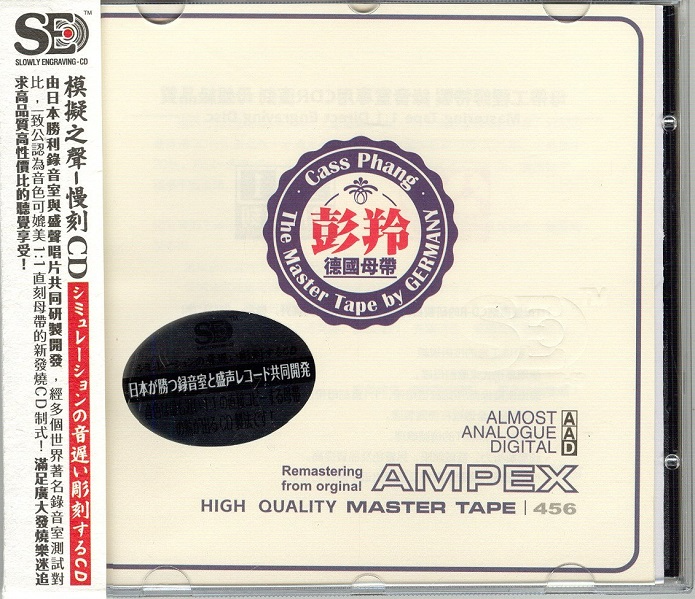 SED™
SLOWLY ENGRAVING-CD
模擬之聲-慢刻CD
シミュレーションの音遅い彫刻するCD
由日本勝利錄音室與盛聲唱片共同研製開發，經多個世界著名錄音室測試對
比，一致公認為音色可媲美1:1直刻母帶的新發燒CD制式！滿足廣大發燒樂迷追
求高品質高性價比的聽覺享受！
· Cass Phang ·
彭羚
德國母帶
The Master Tape by GERMANY
SED
日本が勝つ録音室と盛声レコード共同開発
ALMOST
ANALOGUE
DIGITAL
AAD
Remastering
from orginal
AMPEX
HIGH QUALITY MASTER TAPE | 456